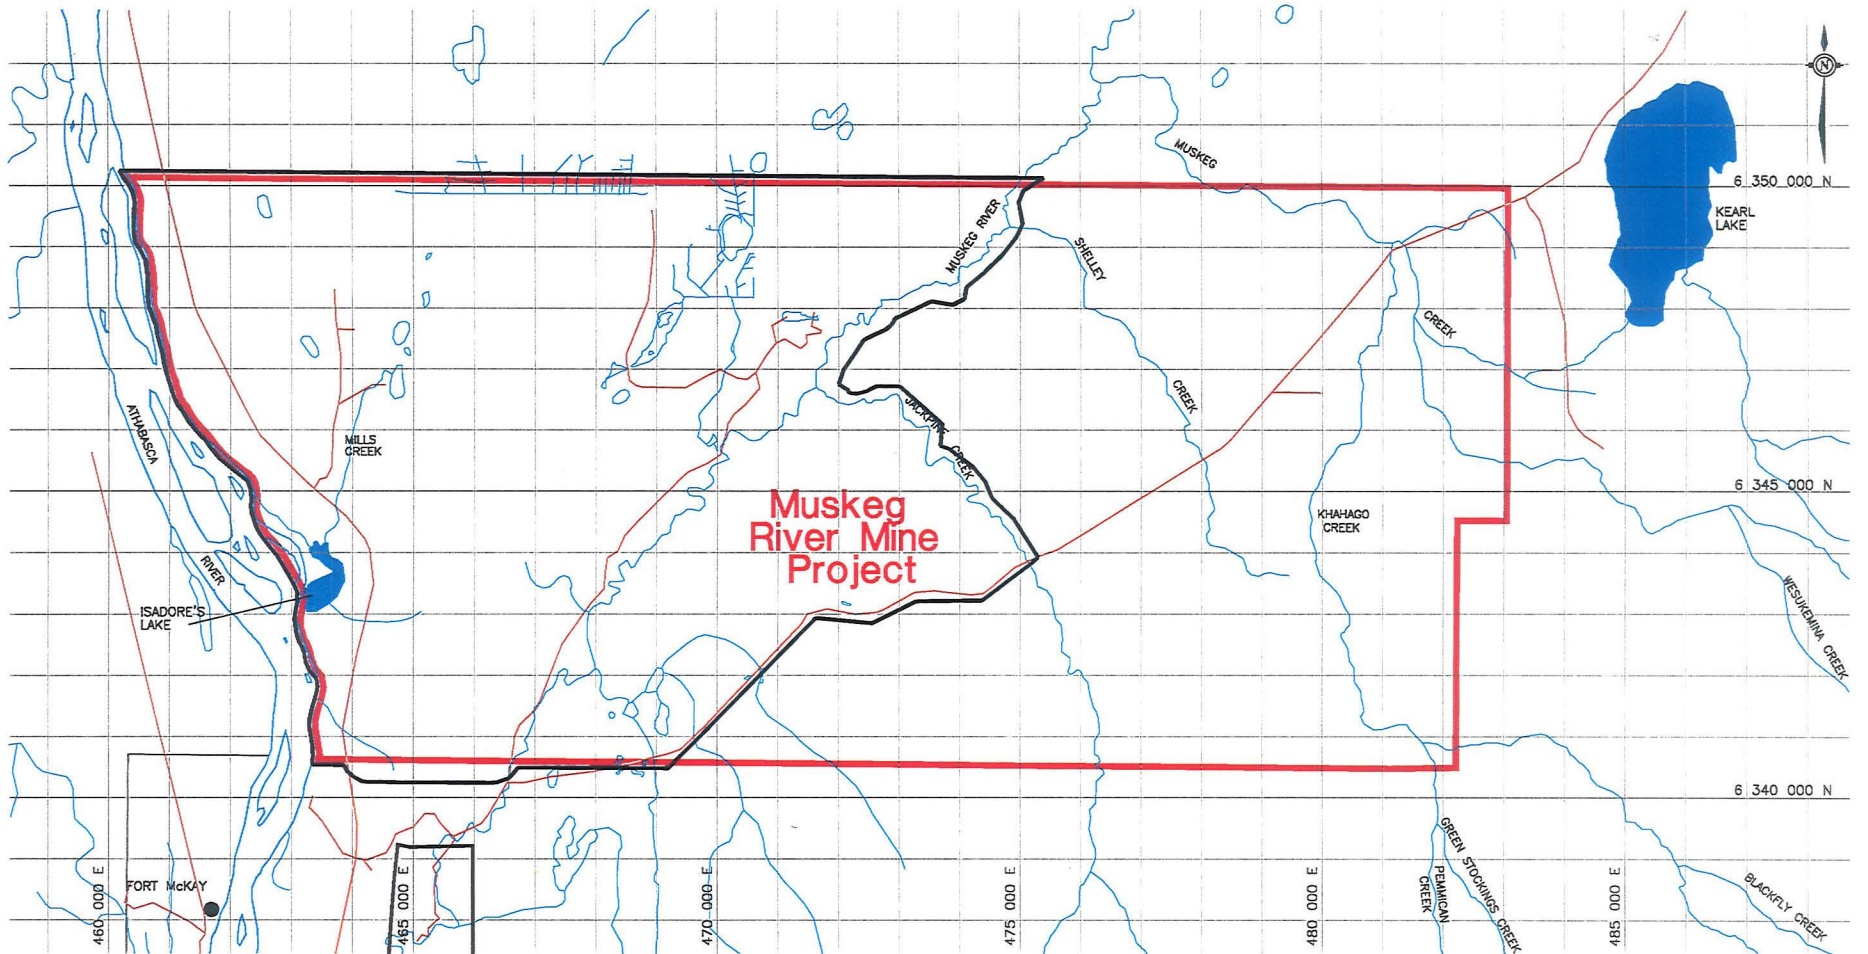 N
MUSKEG
6 350 000 N
KEARL
LAKE
MUSKEG RIVER
SHELLEY
CREEK
CREEK
ATHABASCA
JACKPINE
CREEK
MILLS
CREEK
6 345 000 N
Muskeg
River Mine
Project
KHAHAGO
CREEK
RIVER
ISADORE'S
LAKE
WESUKEMINA CREEK
6 340 000 N
FORT McKAY
GREEN STOCKINGS CREEK
PEMMICAN
CREEK
BLACKFLY CREEK
460 000 E
465 000 E
470 000 E
475 000 E
480 000 E
485 000 E